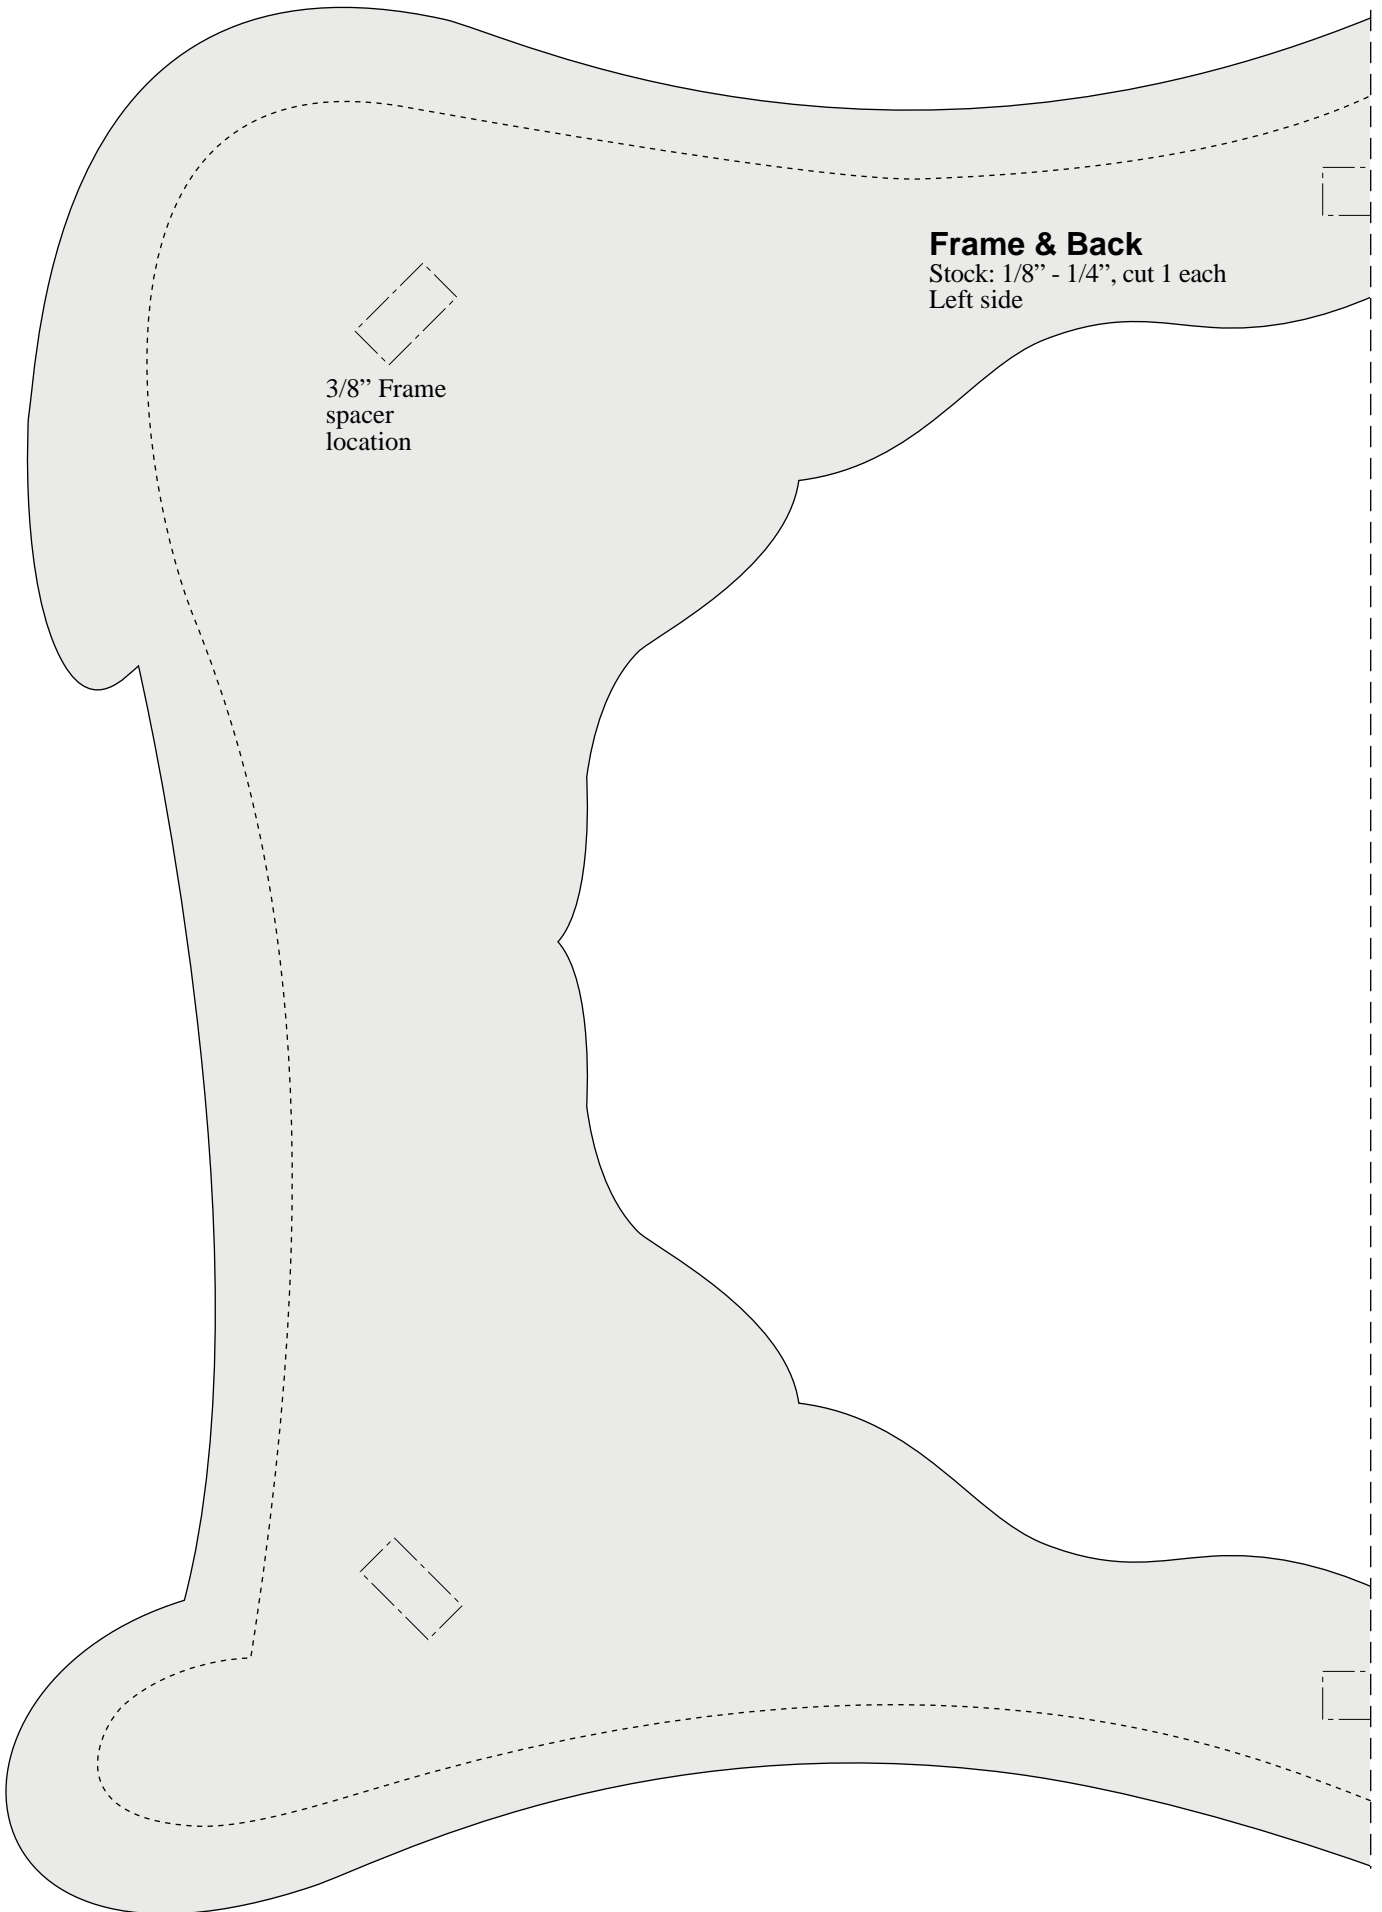 Frame & Back
Stock: 1/8” - 1/4”, cut 1 each
Left side
3/8” Frame
spacer
location